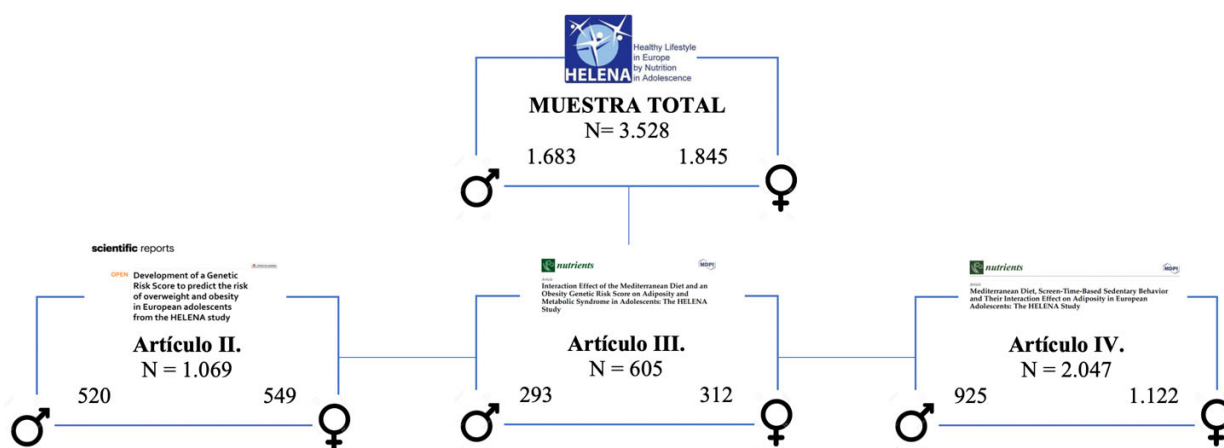 HELENA
Healthy Lifestyle
in Europe
by Nutrition
in Adolescence
MUESTRA TOTAL
N= 3.528
1.683 1.845
scientific reports
OPEN Development of a Genetic
Risk Score to predict the risk
of overweight and obesity
in European adolescents
from the HELENA study
Artículo II.
N = 1.069
520 549
nutrients MDPI
Article
Interaction Effect of the Mediterranean Diet and an
Obesity Genetic Risk Score on Adiposity and
Metabolic Syndrome in Adolescents: The HELENA
Study
Artículo III.
N = 605
293 312
nutrients MDPI
Article
Mediterranean Diet, Screen-Time-Based Sedentary Behavior
and Their Interaction Effect on Adiposity in European
Adolescents: The HELENA Study
Artículo IV.
N = 2.047
925 1.122